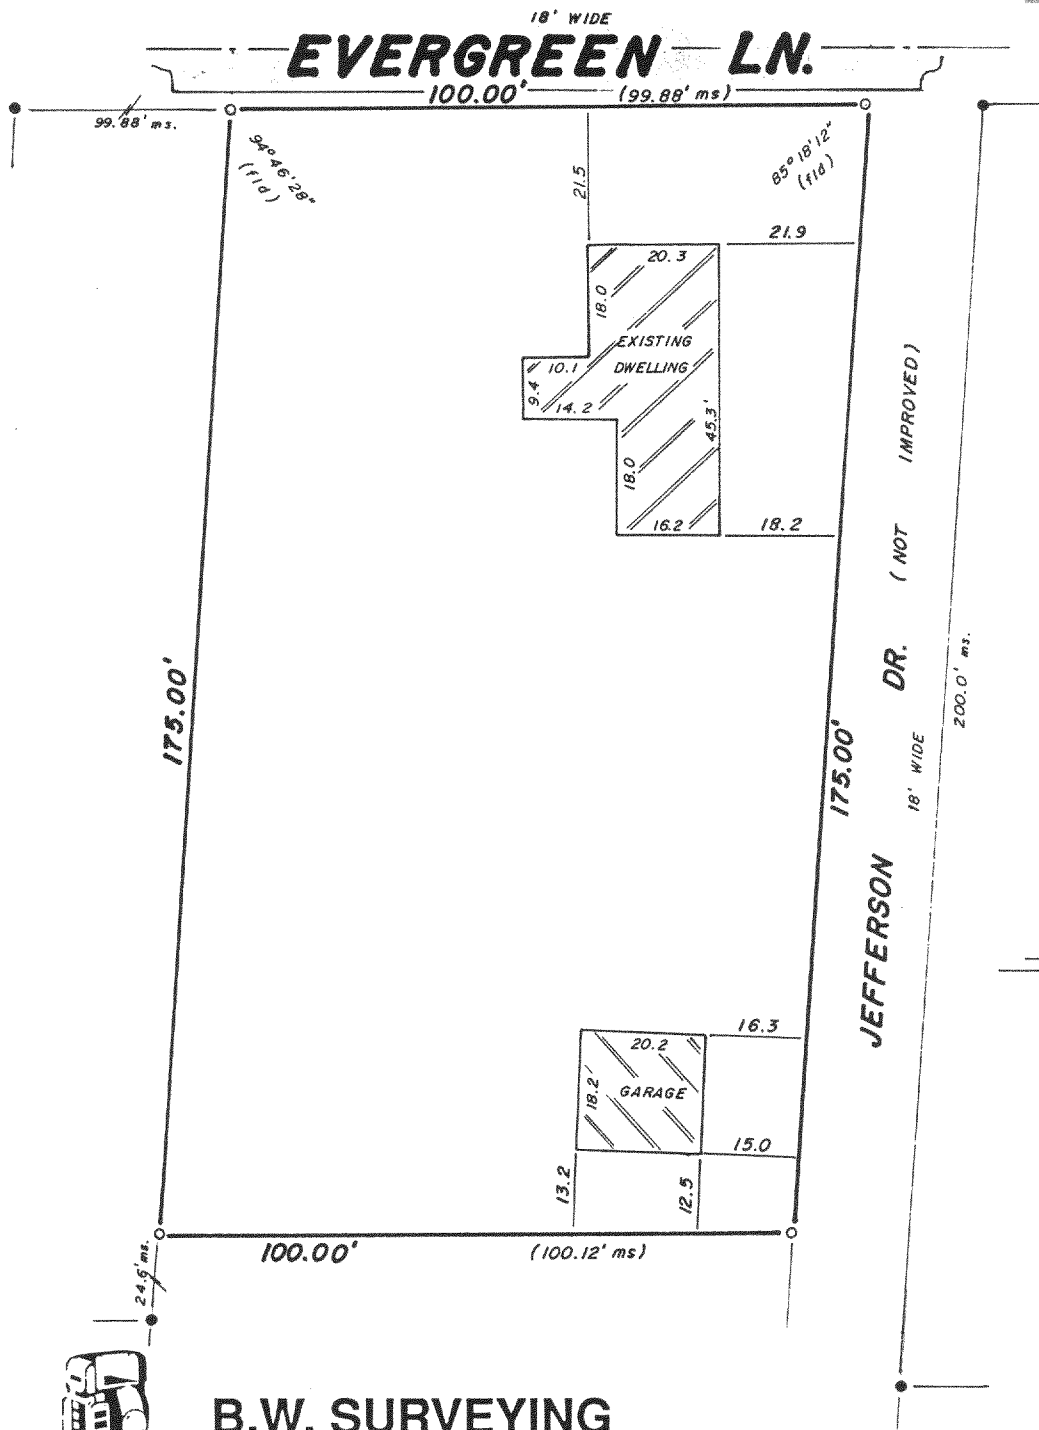 18' WIDE
EVERGREEN LN.
100.00' (99.88' ms)
99.88' ms.
94°46'28"
(fld)
85°18'12"
(fld)
21.5
21.9
20.3
18.0
EXISTING
DWELLING
10.1
9.4
14.2
45.3'
18.0
16.2
18.2
JEFFERSON DR. (NOT IMPROVED)
18' WIDE
200.0' ms.
175.00'
175.00'
16.3
20.2
18.2'
GARAGE
15.0
13.2
12.5
100.00' (100.12' ms)
24.6' ms.
B.W. SURVEYING